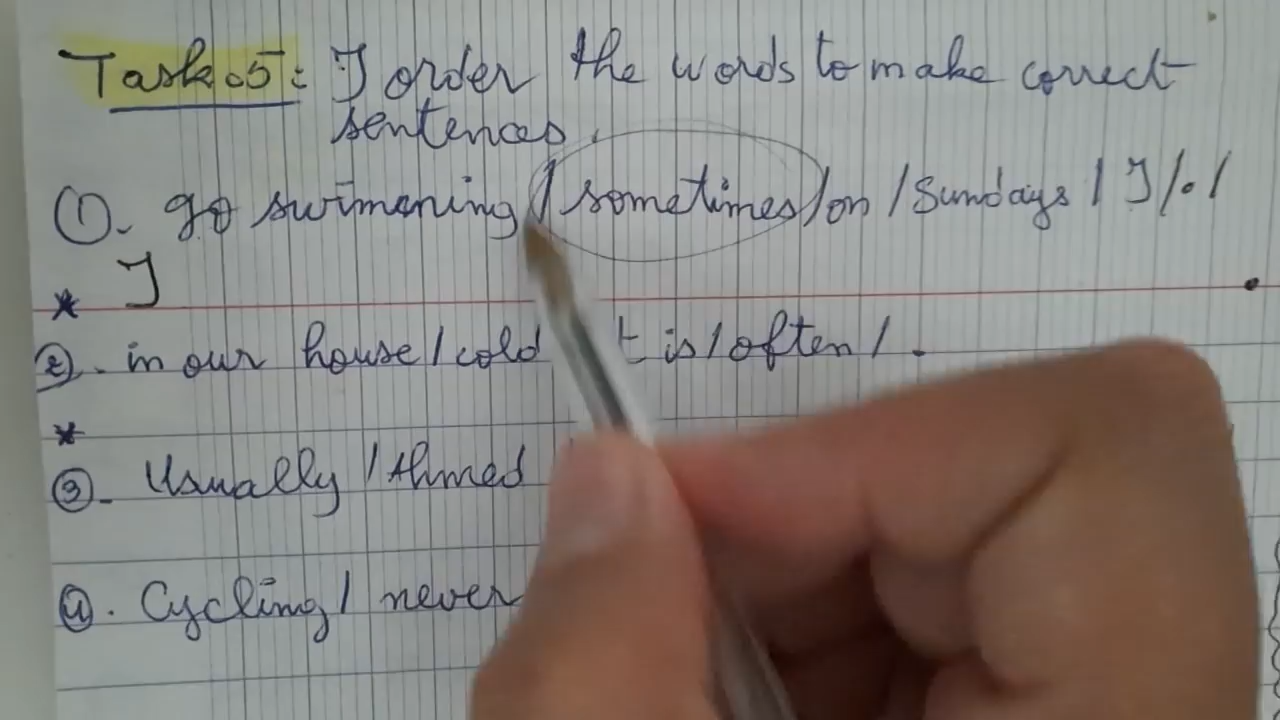 Task 05: I order the words to make correct
sentences.
①. go swimming / sometimes / on / Sundays / I / . /
* I
②. in our house / cold t is / often / .
*
③. Usually / Ahmed
④. Cycling / never